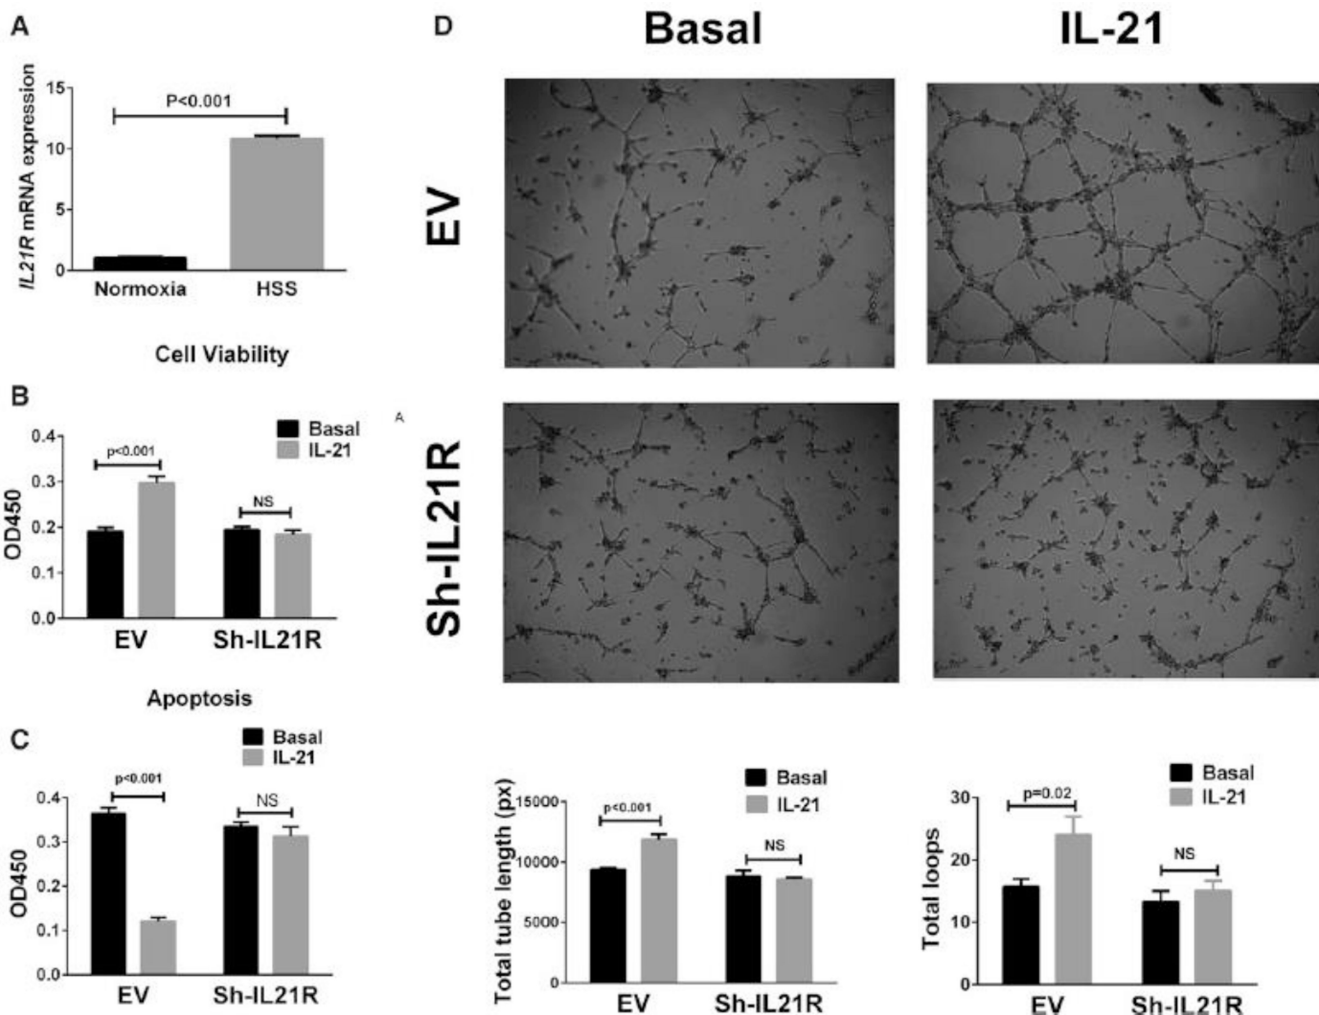 A
IL21R mRNA expression
15
10
5
0
P<0.001
Normoxia
HSS
Cell Viability
B
A
OD450
0.4
0.3
0.2
0.1
0.0
Basal
IL-21
p<0.001
NS
EV
Sh-IL21R
Apoptosis
C
OD450
0.4
0.3
0.2
0.1
0.0
Basal
IL-21
p<0.001
NS
EV
Sh-IL21R
D
Basal
IL-21
EV
Sh-IL21R
Total tube length (px)
15000
10000
5000
0
Basal
IL-21
p<0.001
NS
EV
Sh-IL21R
Total loops
30
20
10
0
Basal
IL-21
p=0.02
NS
EV
Sh-IL21R